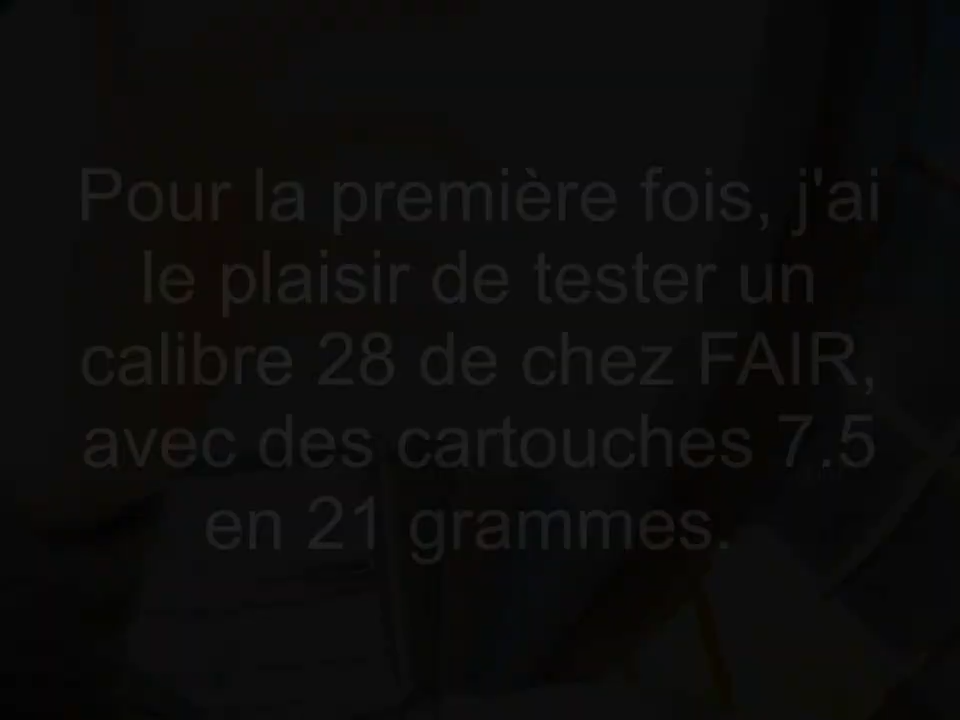 Pour la première fois, j'ai
le plaisir de tester un
calibre 28 de chez FAIR,
avec des cartouches 7.5
en 21 grammes.